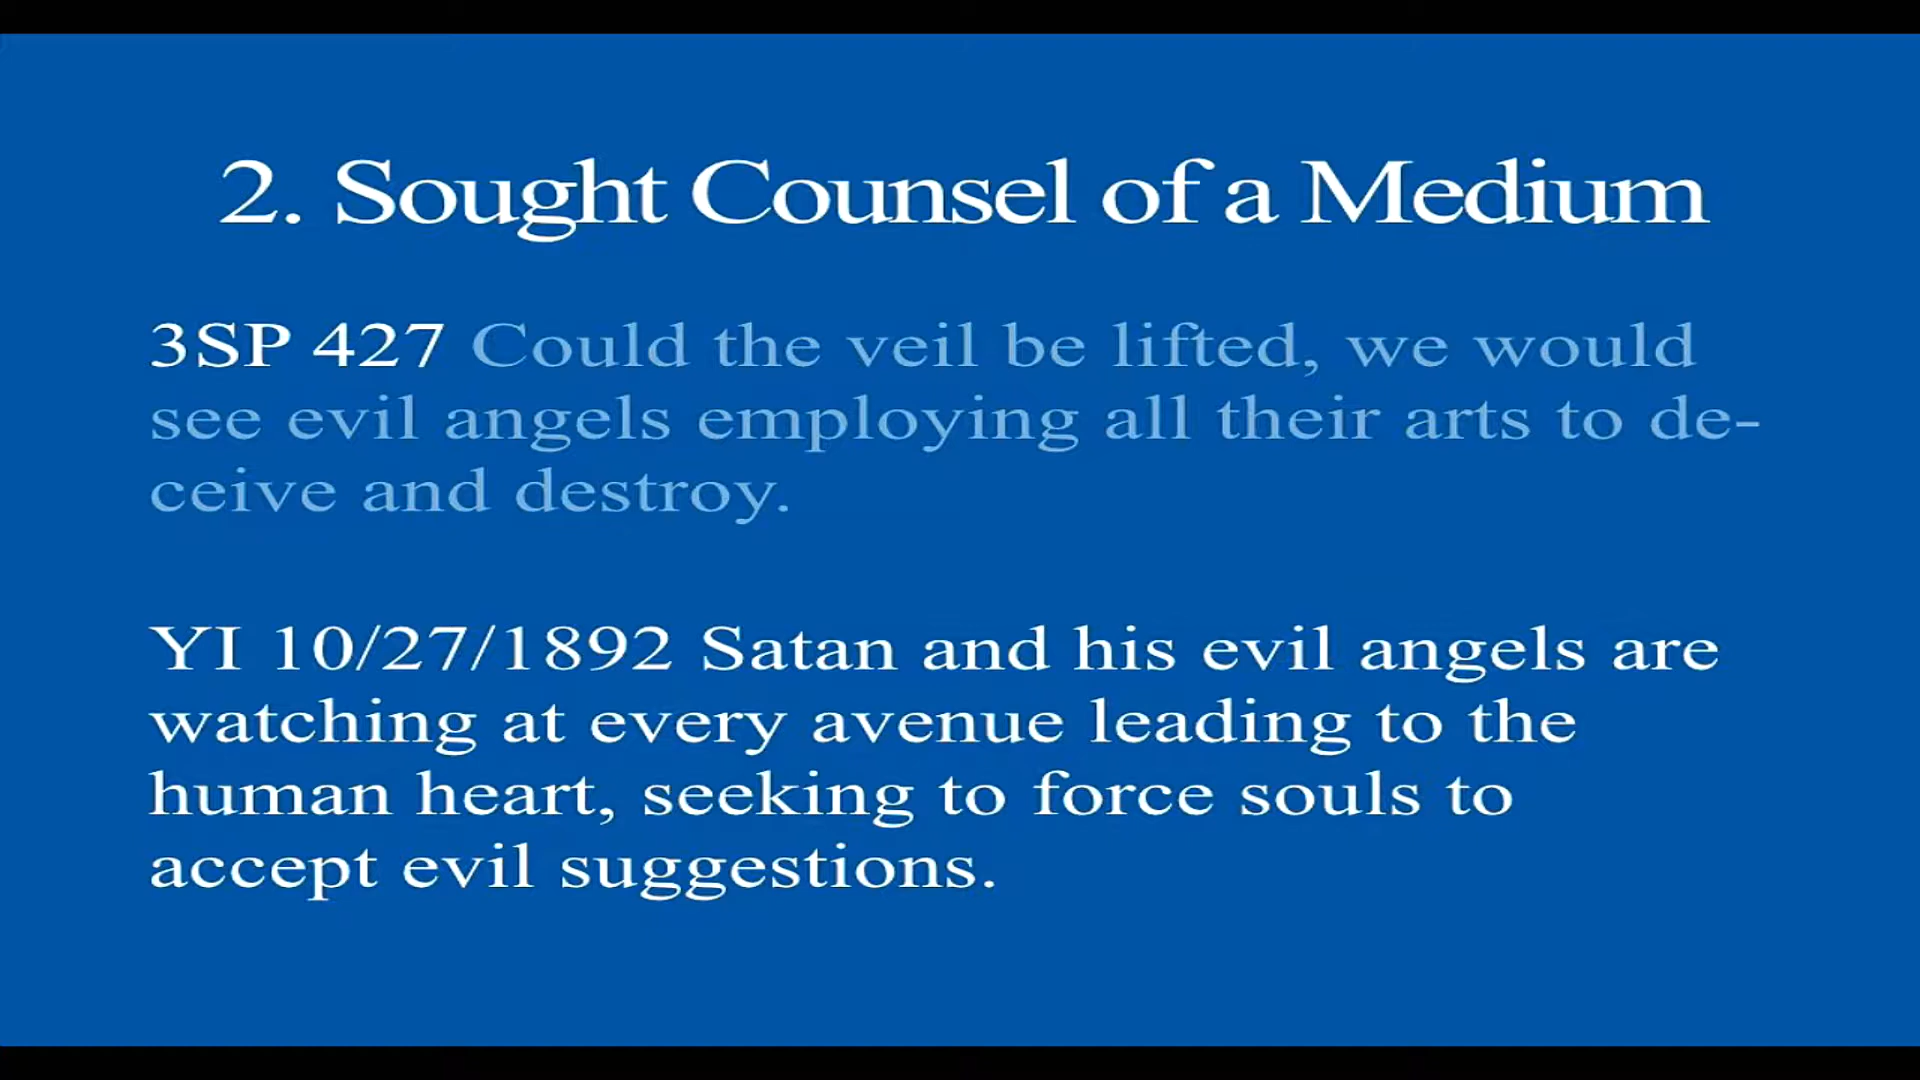 2. Sought Counsel of a Medium
3SP 427 Could the veil be lifted, we would
see evil angels employing all their arts to de-
ceive and destroy.
YI 10/27/1892 Satan and his evil angels are
watching at every avenue leading to the
human heart, seeking to force souls to
accept evil suggestions.